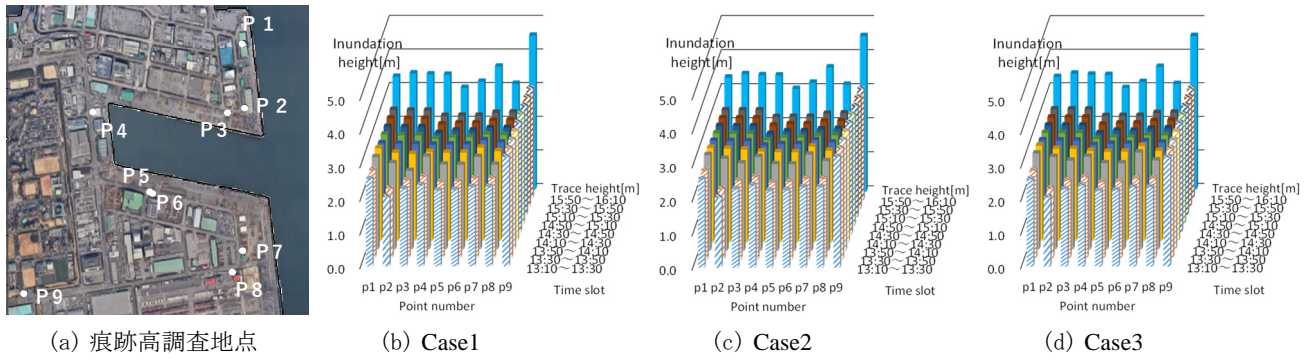 P 1
P 2
P 3
P 4
P 5
P 6
P 7
P 8
P 9
(a) 痕跡高調査地点
Inundation
height[m]
5.0
4.0
3.0
2.0
1.0
0.0
p1 p2 p3 p4 p5 p6 p7 p8 p9
Point number
Trace height[m]
15:50～16:10
15:30～15:50
15:10～15:30
14:50～15:10
14:30～14:50
14:10～14:30
13:50～14:10
13:30～13:50
13:10～13:30
Time slot
(b) Case1
Inundation
height[m]
5.0
4.0
3.0
2.0
1.0
0.0
p1 p2 p3 p4 p5 p6 p7 p8 p9
Point number
Trace height[m]
15:50～16:10
15:30～15:50
15:10～15:30
14:50～15:10
14:30～14:50
14:10～14:30
13:50～14:10
13:30～13:50
13:10～13:30
Time slot
(c) Case2
Inundation
height[m]
5.0
4.0
3.0
2.0
1.0
0.0
p1 p2 p3 p4 p5 p6 p7 p8 p9
Point number
Trace height[m]
15:50～16:10
15:30～15:50
15:10～15:30
14:50～15:10
14:30～14:50
14:10～14:30
13:50～14:10
13:30～13:50
13:10～13:30
Time slot
(d) Case3